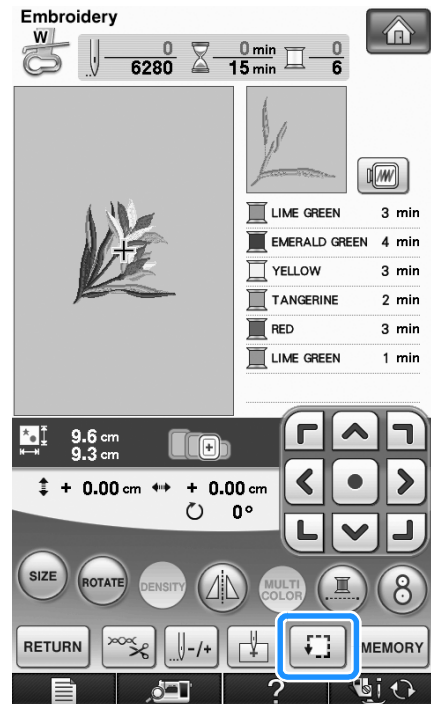 Embroidery
W
0 0 min 0
6280 15 min 6
LIME GREEN 3 min
EMERALD GREEN 4 min
YELLOW 3 min
TANGERINE 2 min
RED 3 min
LIME GREEN 1 min
9.6 cm
9.3 cm
+ 0.00 cm + 0.00 cm
0°
SIZE ROTATE DENSITY MULTI COLOR 8
RETURN -/+ MEMORY
?